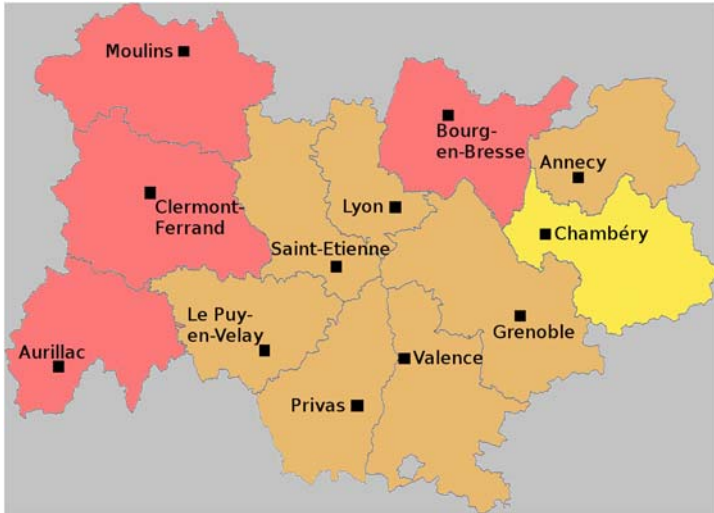 Moulins
Bourg-
en-Bresse
Annecy
Clermont-
Ferrand
Lyon
Chambéry
Saint-Etienne
Le Puy-
en-Velay
Grenoble
Aurillac
Valence
Privas